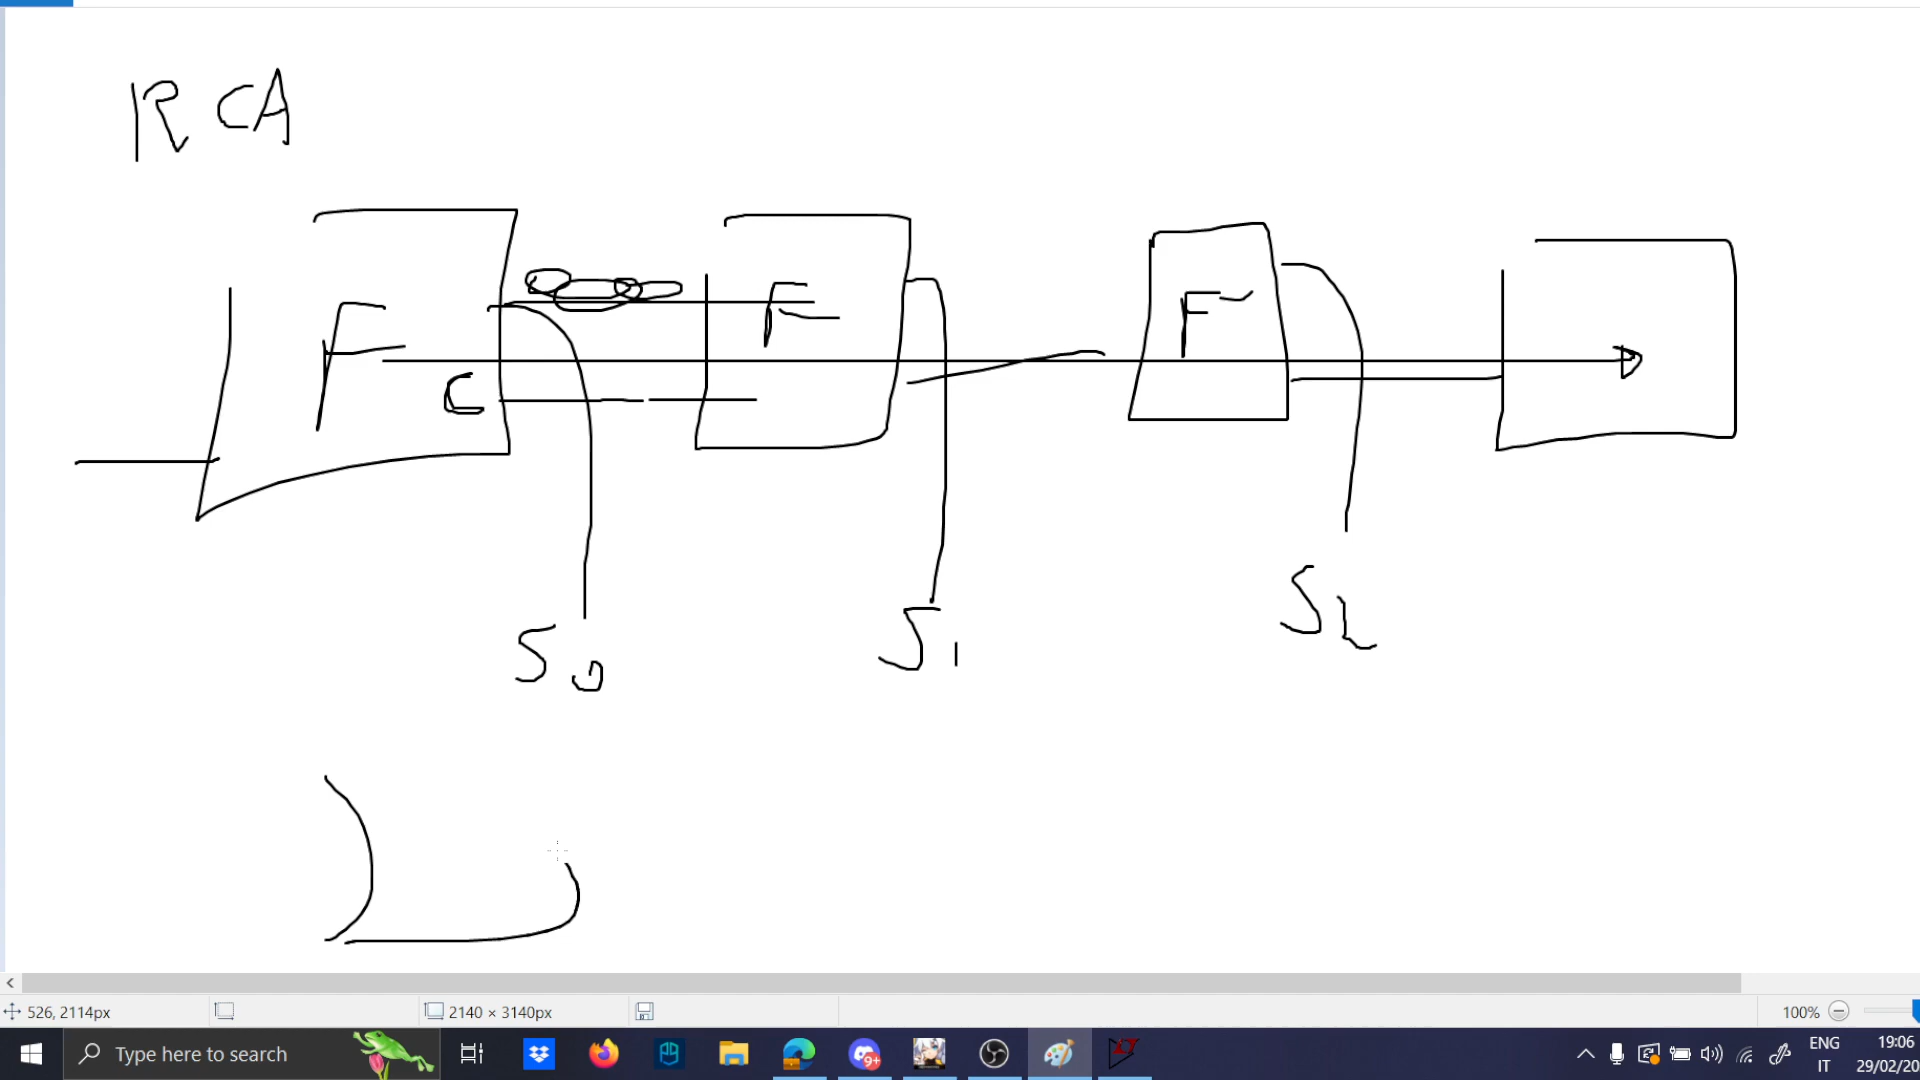 RCA
F
F
F
C
S0
S1
S2
526, 2114px
2140 × 3140px
100%
Type here to search
9+
ENG
IT
19:06
29/02/20